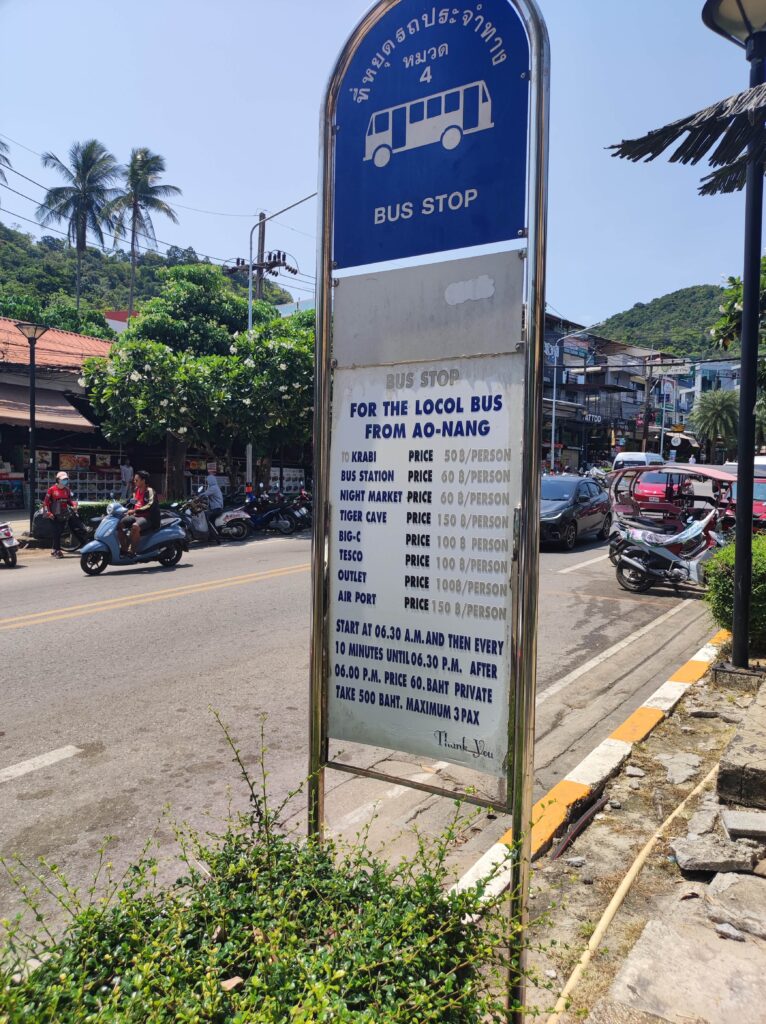 ที่หยุดรถประจำทาง
หมวด
4
BUS STOP
BUS STOP
FOR THE LOCOL BUS
FROM AO-NANG
TO KRABI PRICE 50 ฿/PERSON
BUS STATION PRICE 60 ฿/PERSON
NIGHT MARKET PRICE 60 ฿/PERSON
TIGER CAVE PRICE 150 ฿/PERSON
BIG-C PRICE 100 ฿/PERSON
TESCO PRICE 100 ฿/PERSON
OUTLET PRICE 100฿/PERSON
AIR PORT PRICE 150 ฿/PERSON
START AT 06.30 A.M. AND THEN EVERY
10 MINUTES UNTIL 06.30 P.M. AFTER
06.00 P.M. PRICE 60.BAHT PRIVATE
TAKE 500 BAHT. MAXIMUM 3 PAX
Thank You